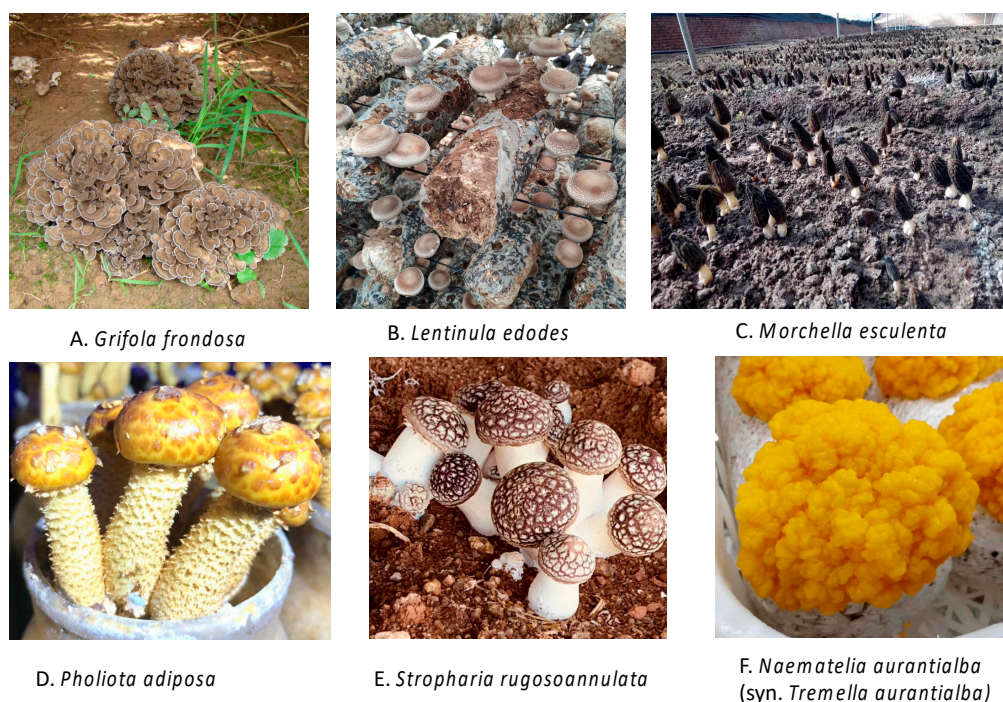 A. Grifola frondosa
B. Lentinula edodes
C. Morchella esculenta
D. Pholiota adiposa
E. Stropharia rugosoannulata
F. Naematelia aurantialba
(syn. Tremella aurantialba)